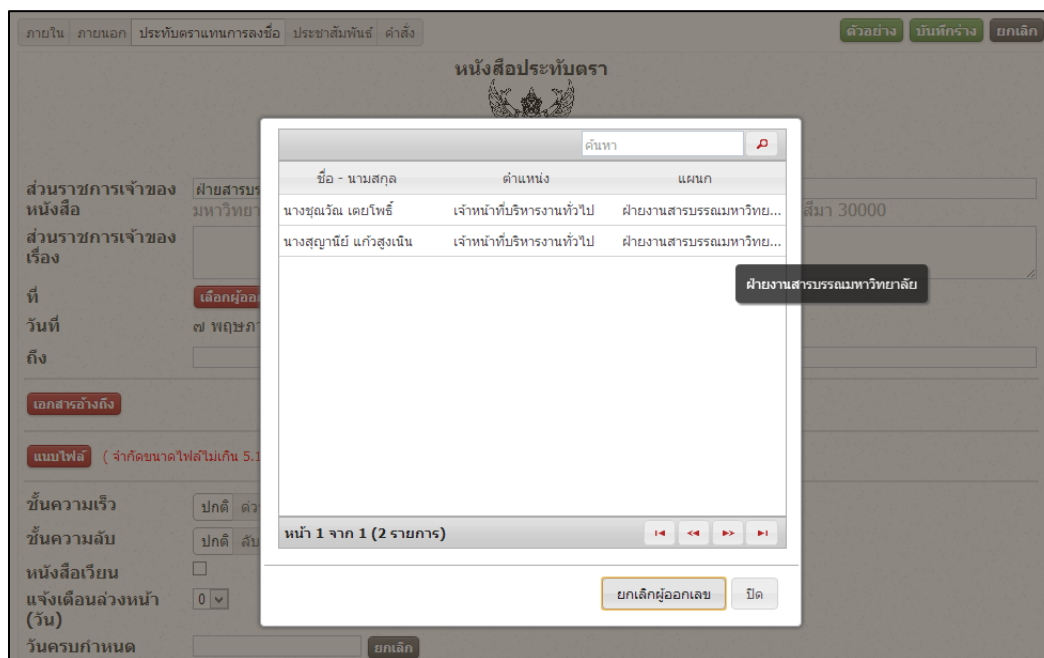 ภายใน ภายนอก ประทับตราแทนการลงชื่อ ประชาสัมพันธ์ คำสั่ง ตัวอย่าง บันทึกร่าง ยกเลิก
หนังสือประทับตรา
ค้นหา
ชื่อ - นามสกุล ตำแหน่ง แผนก
นางชุณวัณ เตยโพธิ์ เจ้าหน้าที่บริหารงานทั่วไป ฝ่ายงานสารบรรณมหาวิทย...
นางสุญานีย์ แก้วสูงเนิน เจ้าหน้าที่บริหารงานทั่วไป ฝ่ายงานสารบรรณมหาวิทย...
ฝ่ายงานสารบรรณมหาวิทยาลัย
หน้า 1 จาก 1 (2 รายการ)
ยกเลิกผู้ออกเลข ปิด
ส่วนราชการเจ้าของ ฝ่ายสารบร
หนังสือ มหาวิทยา สีมา 30000
ส่วนราชการเจ้าของ
เรื่อง
ที่ เลือกผู้ออ
วันที่ ๗ พฤษภา
ถึง
เอกสารอ้างถึง
แนบไฟล์ ( จำกัดขนาดไฟล์ไม่เกิน 5.1
ชั้นความเร็ว ปกติ ด่ว
ชั้นความลับ ปกติ ลับ
หนังสือเวียน
แจ้งเตือนล่วงหน้า 0
(วัน)
วันครบกำหนด ยกเลิก